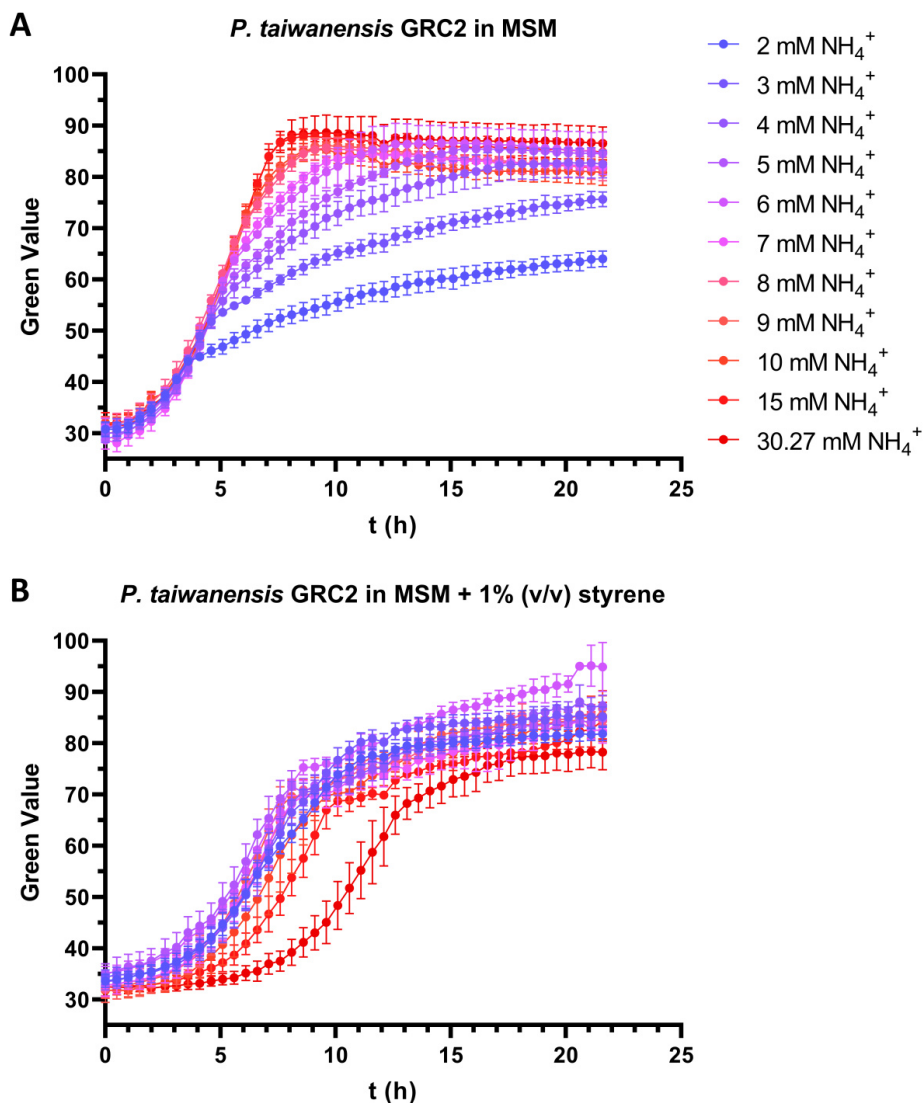 A
P. taiwanensis GRC2 in MSM
100
90
80
70
60
50
40
30
Green Value
0
5
10
15
20
25
t (h)
2 mM NH₄⁺
3 mM NH₄⁺
4 mM NH₄⁺
5 mM NH₄⁺
6 mM NH₄⁺
7 mM NH₄⁺
8 mM NH₄⁺
9 mM NH₄⁺
10 mM NH₄⁺
15 mM NH₄⁺
30.27 mM NH₄⁺
B
P. taiwanensis GRC2 in MSM + 1% (v/v) styrene
100
90
80
70
60
50
40
30
Green Value
0
5
10
15
20
25
t (h)